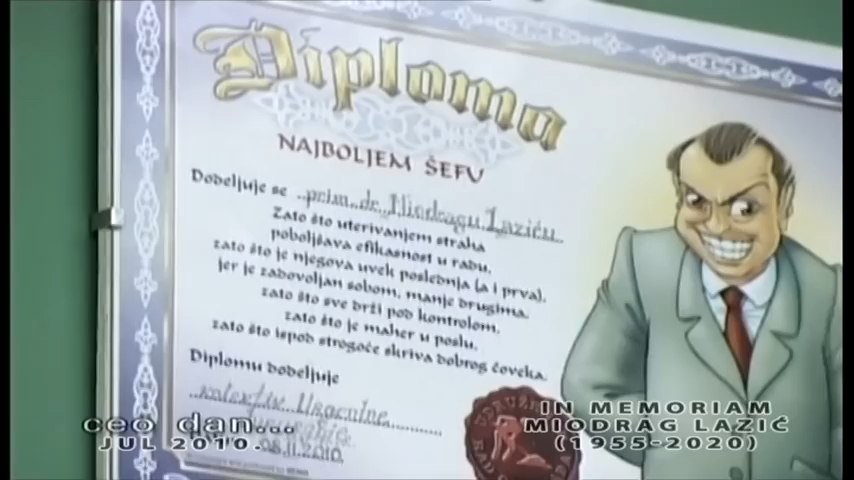 Diploma
NAJBOLJEM ŠEFU
Dodeljuje se prim. dr. Miodragu Laziću
Zato što uterivanjem straha
poboljšava efikasnost u radu,
zato što je njegova uvek poslednja (a i prva),
jer je zadovoljan sobom, manje drugima,
zato što sve drži pod kontrolom,
zato što je maher u poslu,
zato što ispod strogoće skriva dobrog čoveka.
Diplomu dodeljuje
Urgentne
2010
ceo dan...
JUL 2010.
IN MEMORIAM
MIODRAG LAZIĆ
(1955-2020)